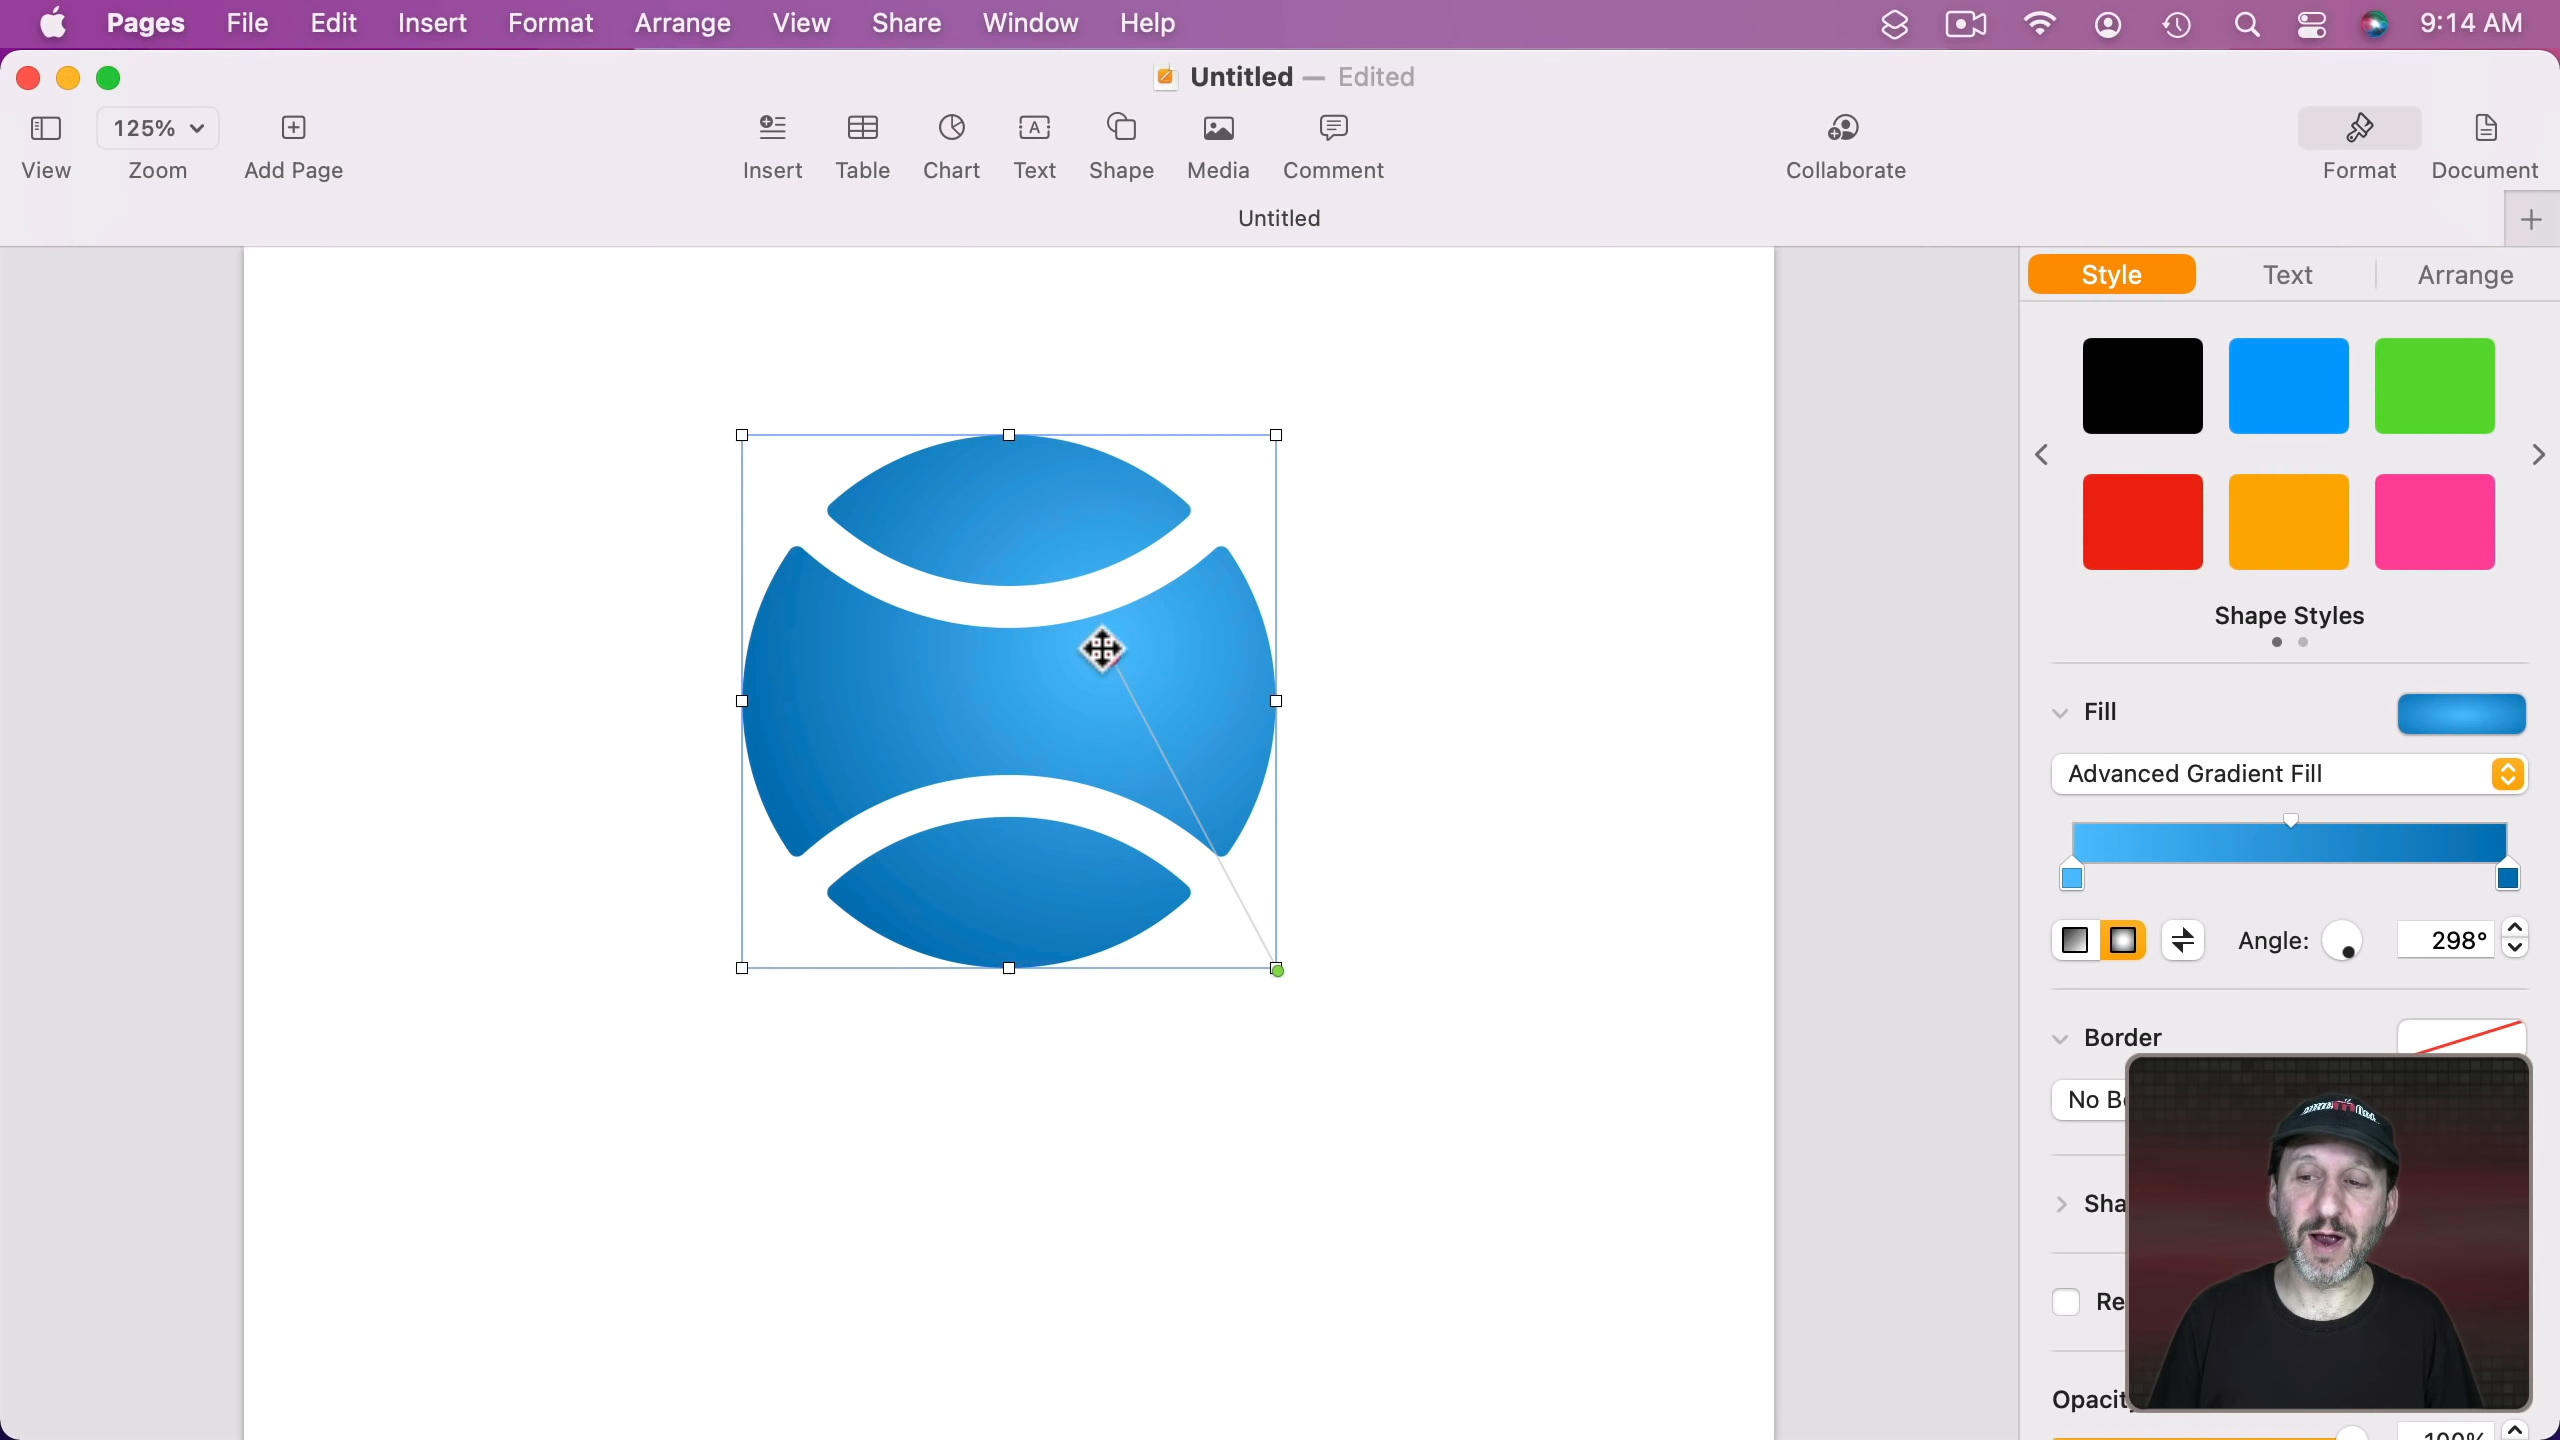 Pages File Edit Insert Format Arrange View Share Window Help 9:14 AM
Untitled — Edited
125%
View Zoom Add Page Insert Table Chart Text Shape Media Comment Collaborate Format Document
Untitled
Style Text Arrange
Shape Styles
Fill
Advanced Gradient Fill
Angle: 298°
Border
No B
Sha
Re
Opacit
100%